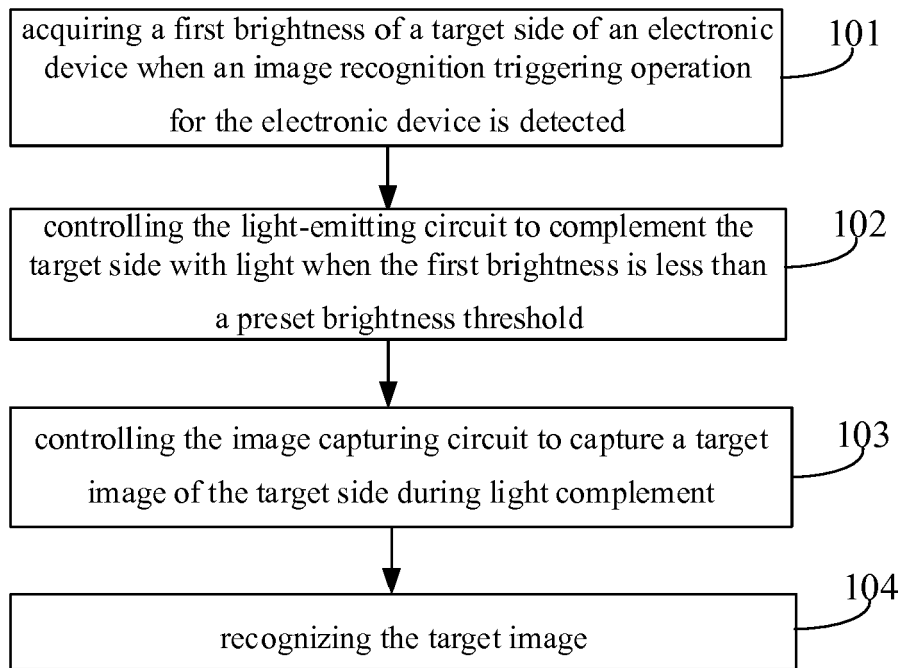 acquiring a first brightness of a target side of an electronic
device when an image recognition triggering operation
for the electronic device is detected
101
controlling the light-emitting circuit to complement the
target side with light when the first brightness is less than
a preset brightness threshold
102
controlling the image capturing circuit to capture a target
image of the target side during light complement
103
recognizing the target image
104